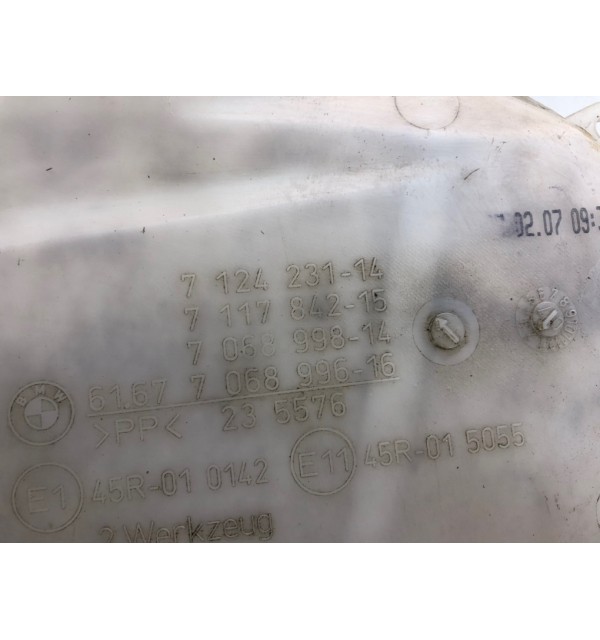 02.07 09:
7 124 231-14
7 117 842-15
7 068 998-14
BMW 61.67 7 068 996-16
>PP< 23 5576
E1 45R-01 0142 E11 45R-01 5055
2 Werkzeug